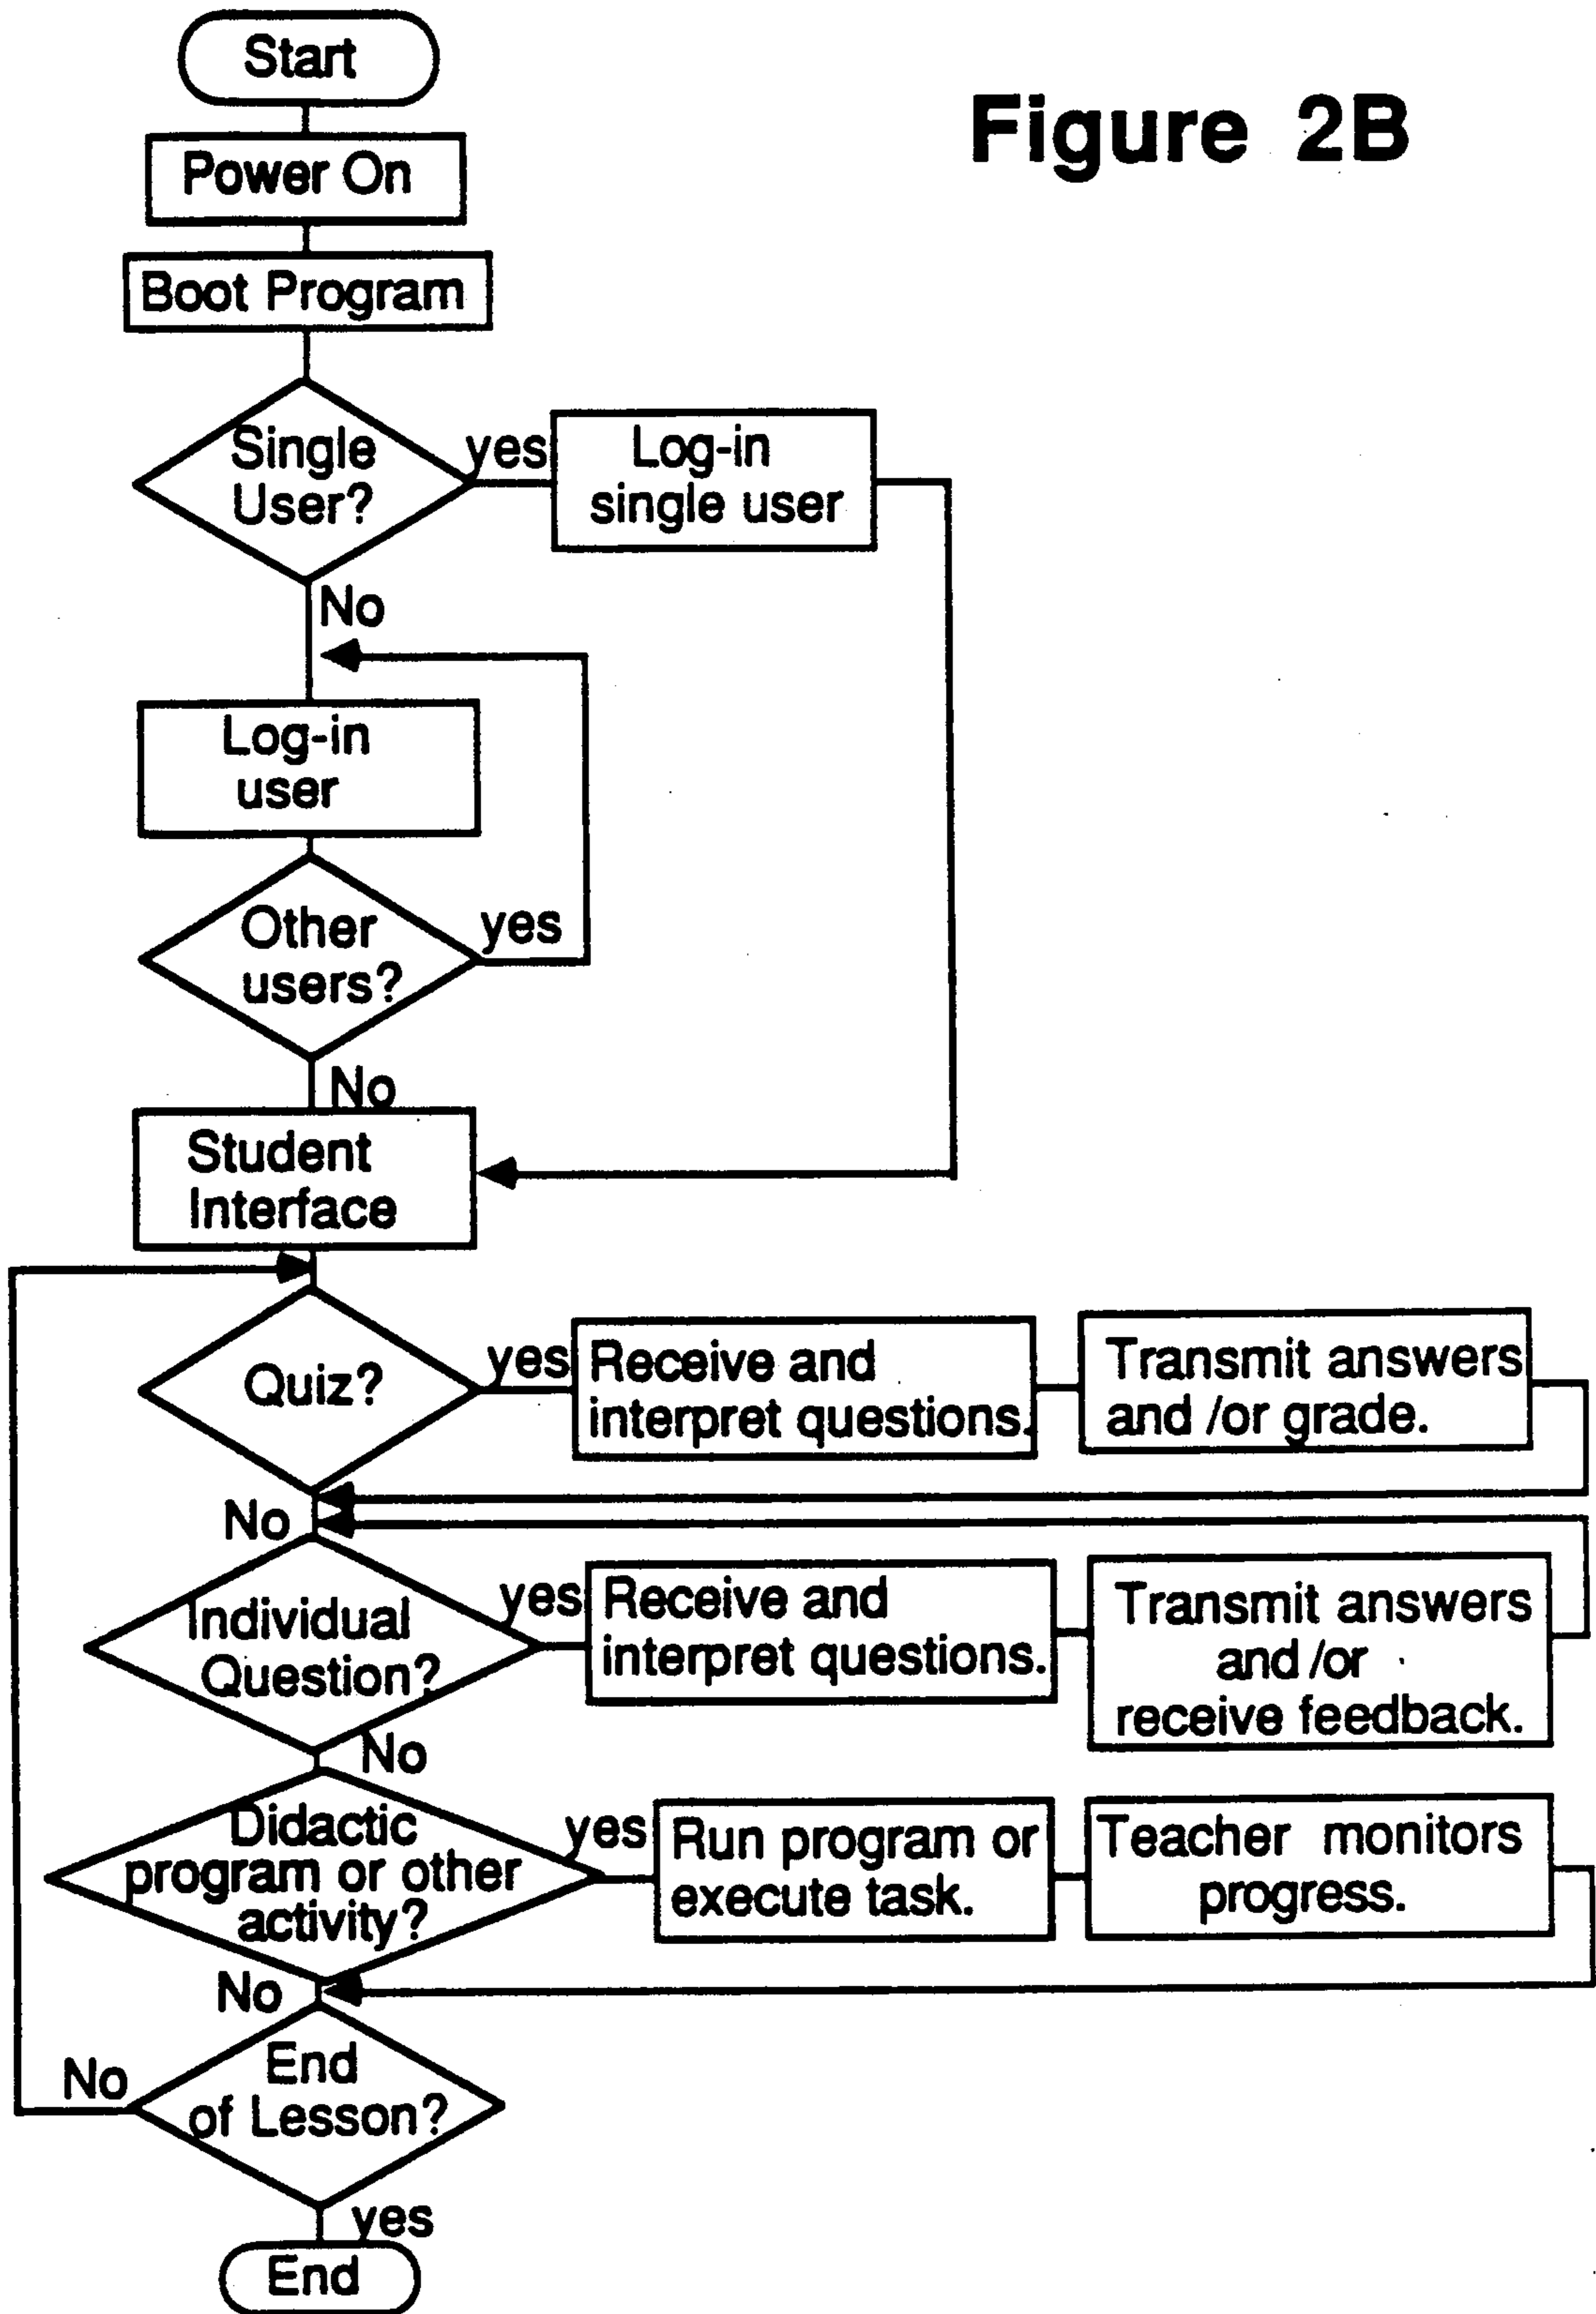 Figure 2B
Start
Power On
Boot Program
Single
User?
yes
Log-in
single user
No
Log-in
user
Other
users?
yes
No
Student
Interface
Quiz?
yes
Receive and
interpret questions.
Transmit answers
and /or grade.
No
Individual
Question?
yes
Receive and
interpret questions.
Transmit answers
and /or
receive feedback.
No
Didactic
program or other
activity?
yes
Run program or
execute task.
Teacher monitors
progress.
No
End
of Lesson?
No
yes
End